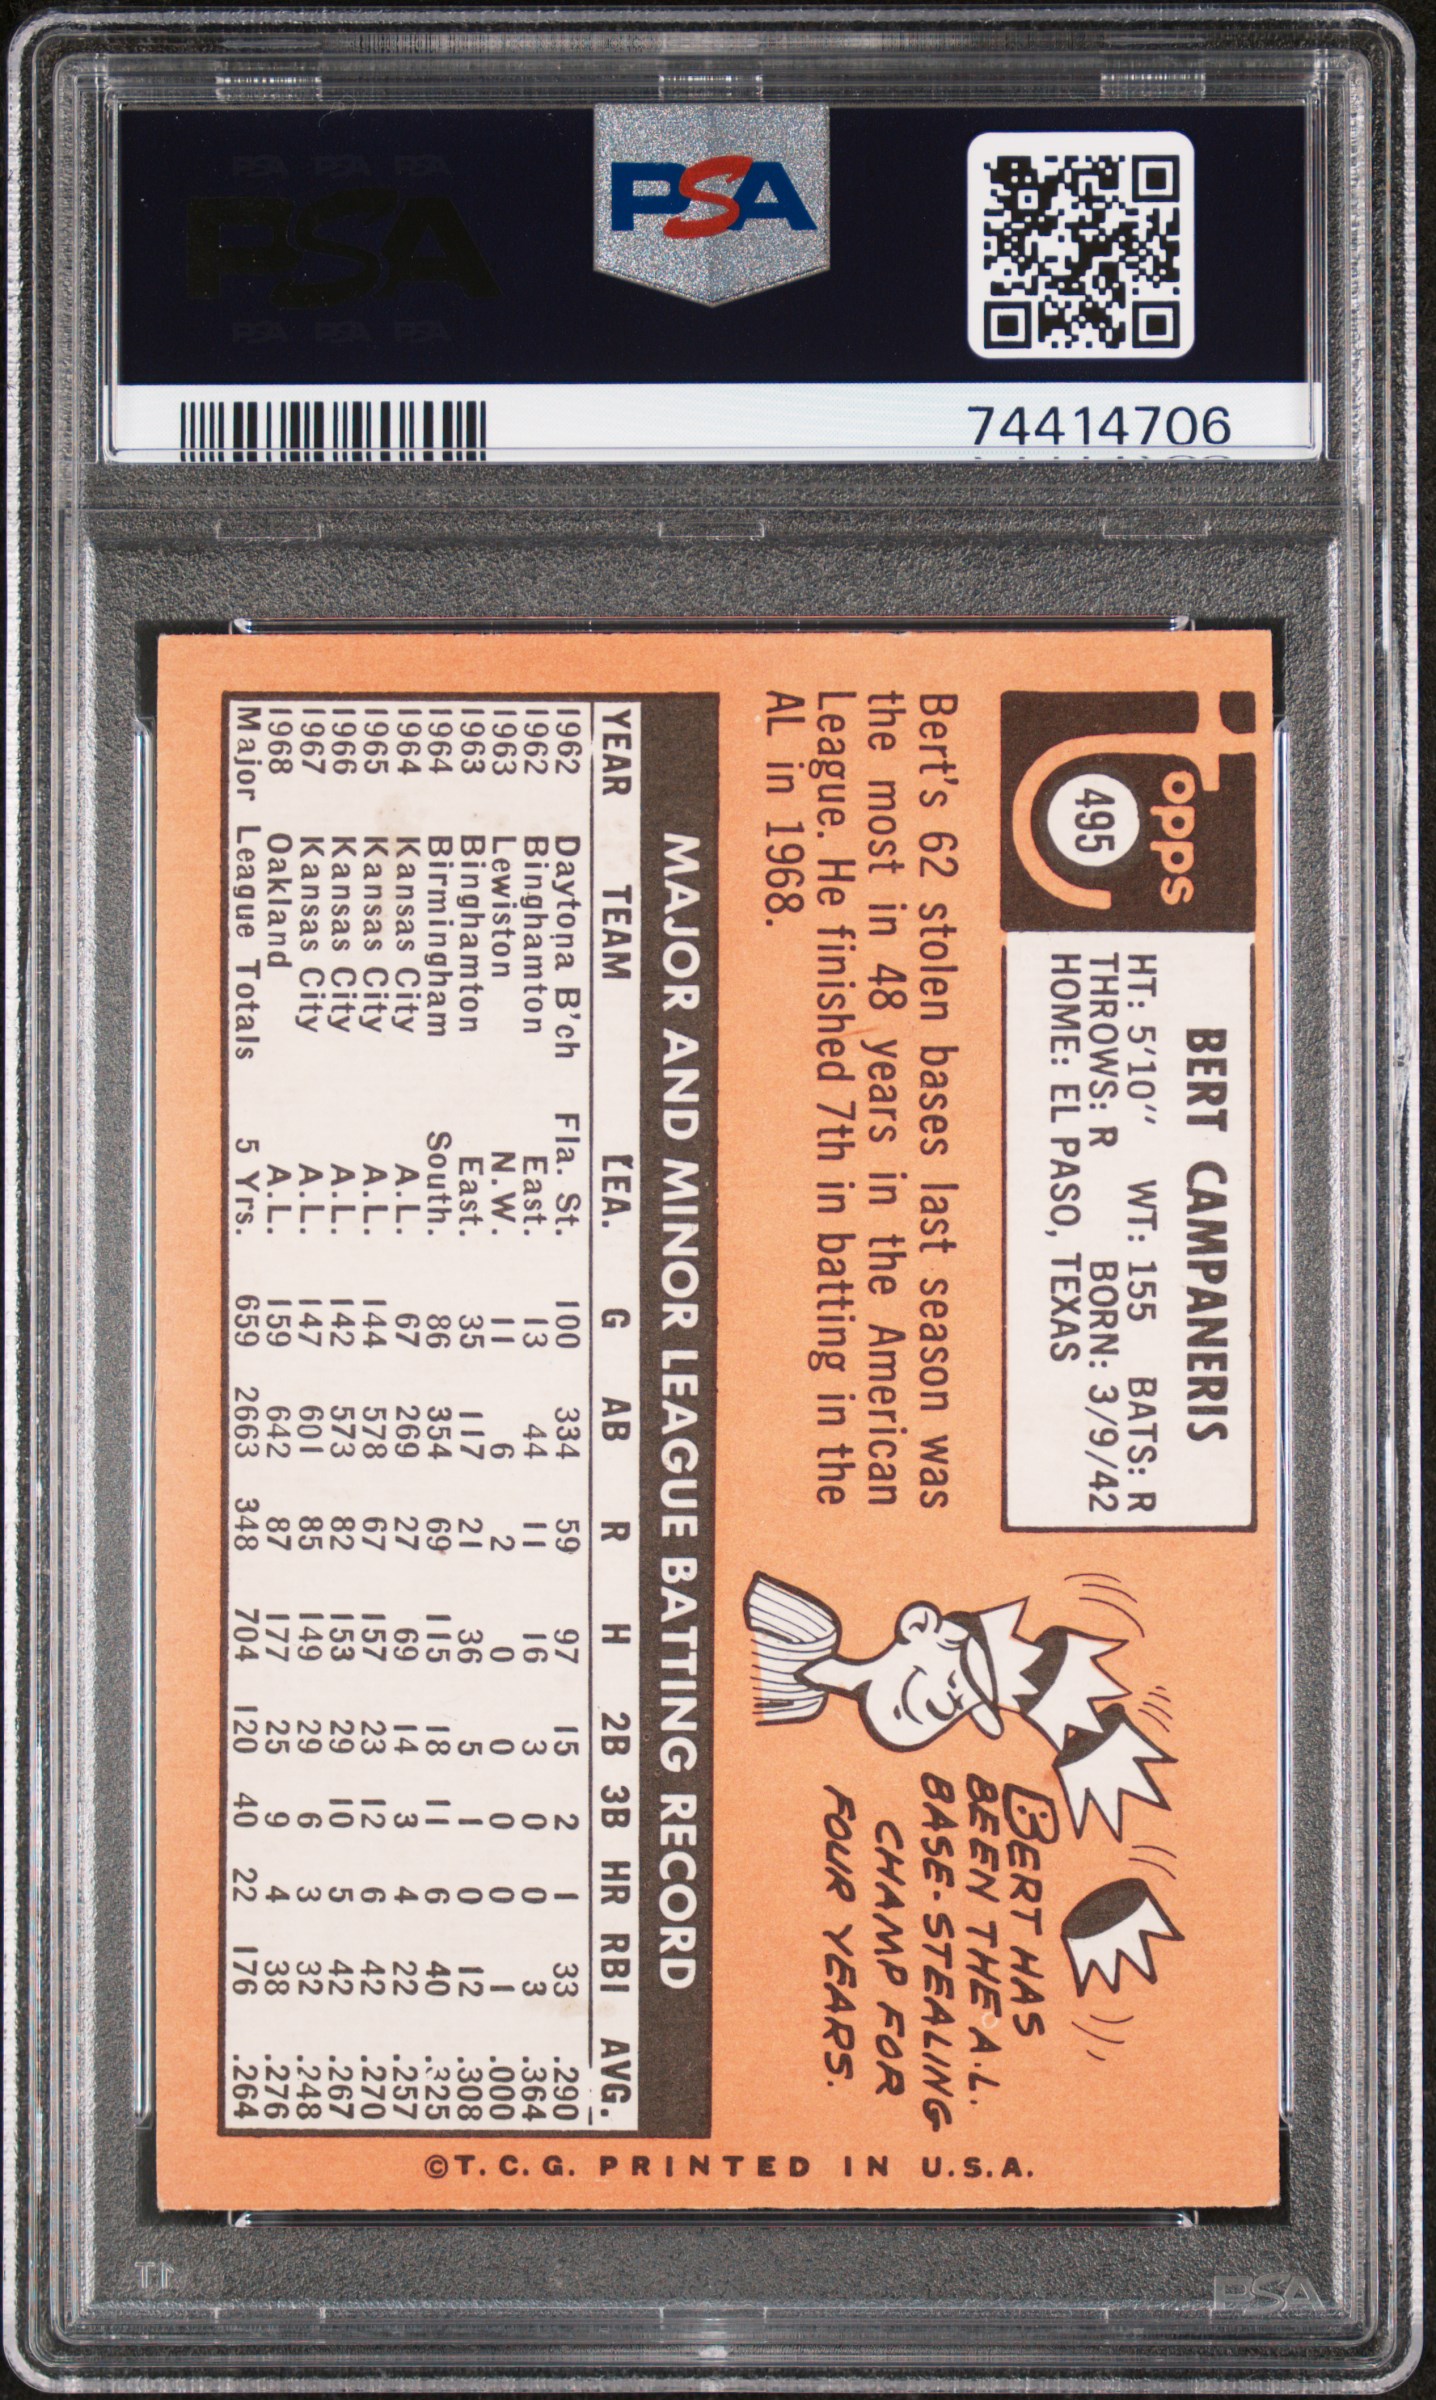 PSA
PSA PSA PSA
PSA
PSA PSA PSA
74414706
Topps
495
BERT CAMPANERIS
HT: 5'10" WT: 155 BATS: R
THROWS: R BORN: 3/9/42
HOME: EL PASO, TEXAS
Bert's 62 stolen bases last season was
the most in 48 years in the American
League. He finished 7th in batting in the
AL in 1968.
BERT HAS
BEEN THE A.L.
BASE-STEALING
CHAMP FOR
FOUR YEARS.
MAJOR AND MINOR LEAGUE BATTING RECORD
YEAR TEAM LEA. G AB R H 2B 3B HR RBI AVG.
1962 Daytona B'ch Fla. St. 100 334 59 97 15 2 1 33 .290
1962 Binghamton East. 13 44 11 16 3 0 0 3 .364
1963 Lewiston N.W. 11 6 2 0 0 0 0 1 .000
1963 Binghamton East. 35 117 21 36 5 1 0 12 .308
1964 Birmingham South. 86 354 69 115 18 11 6 40 .325
1964 Kansas City A.L. 67 269 27 69 14 3 4 22 .257
1965 Kansas City A.L. 144 578 67 157 23 12 6 42 .270
1966 Kansas City A.L. 142 573 82 153 29 10 5 42 .267
1967 Kansas City A.L. 147 601 85 149 29 6 3 32 .248
1968 Oakland A.L. 159 642 87 177 25 9 4 38 .276
Major League Totals 5 Yrs. 659 2663 348 704 120 40 22 176 .264
©T.C.G. PRINTED IN U.S.A.
PSA